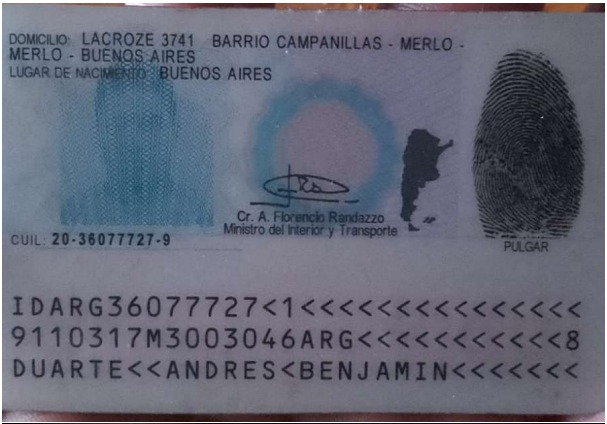 DOMICILIO: LACROZE 3741 BARRIO CAMPANILLAS - MERLO -
MERLO - BUENOS AIRES
LUGAR DE NACIMIENTO: BUENOS AIRES
Cr. A. Florencio Randazzo
Ministro del Interior y Transporte
CUIL: 20-36077727-9
PULGAR
IDARG36077727<1<<<<<<<<<<<<<<<
9110317M3003046ARG<<<<<<<<<<<8
DUARTE<<ANDRES<BENJAMIN<<<<<<<